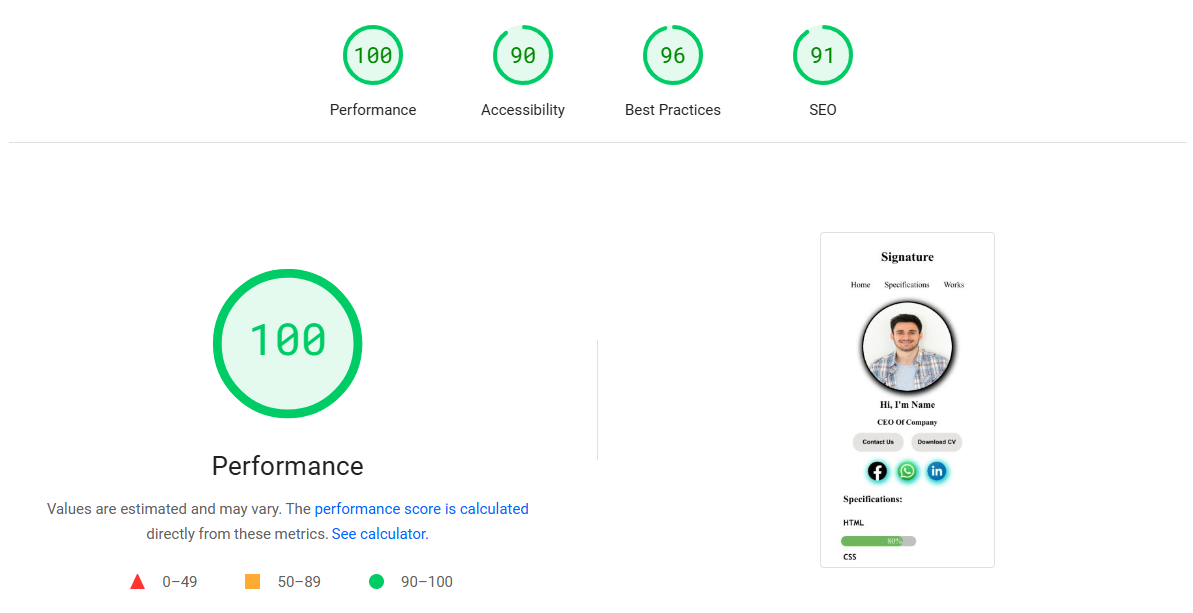 100 90 96 91
Performance Accessibility Best Practices SEO
100
Performance
Values are estimated and may vary. The performance score is calculated
directly from these metrics. See calculator.
0–49 50–89 90–100
Signature
Home Specifications Works
Hi, I'm Name
CEO Of Company
Contact Us Download CV
in
Specifications:
HTML
80%
CSS